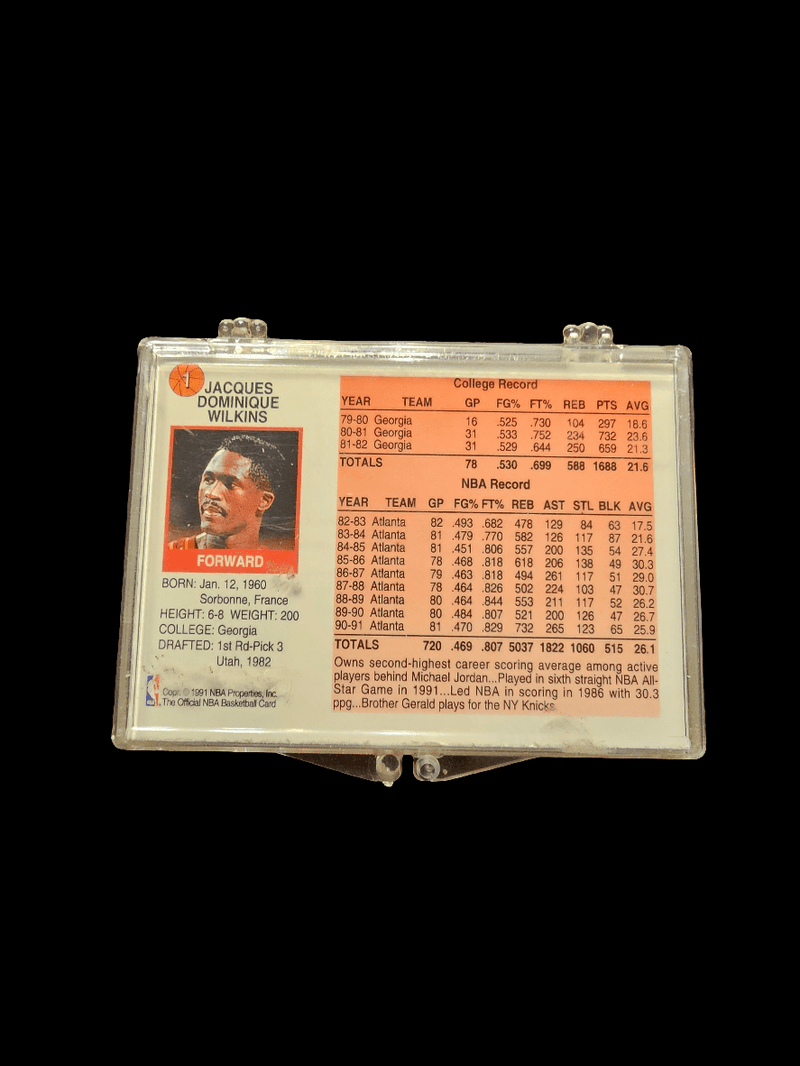 1
JACQUES
DOMINIQUE
WILKINS
FORWARD
BORN: Jan. 12, 1960
Sorbonne, France
HEIGHT: 6-8 WEIGHT: 200
COLLEGE: Georgia
DRAFTED: 1st Rd-Pick 3
Utah, 1982
NBA
Copr. © 1991 NBA Properties, Inc.
The Official NBA Basketball Card
College Record
YEAR TEAM GP FG% FT% REB PTS AVG
79-80 Georgia 16 .525 .730 104 297 18.6
80-81 Georgia 31 .533 .752 234 732 23.6
81-82 Georgia 31 .529 .644 250 659 21.3
TOTALS 78 .530 .699 588 1688 21.6
NBA Record
YEAR TEAM GP FG% FT% REB AST STL BLK AVG
82-83 Atlanta 82 .493 .682 478 129 84 63 17.5
83-84 Atlanta 81 .479 .770 582 126 117 87 21.6
84-85 Atlanta 81 .451 .806 557 200 135 54 27.4
85-86 Atlanta 78 .468 .818 618 206 138 49 30.3
86-87 Atlanta 79 .463 .818 494 261 117 51 29.0
87-88 Atlanta 78 .464 .826 502 224 103 47 30.7
88-89 Atlanta 80 .464 .844 553 211 117 52 26.2
89-90 Atlanta 80 .484 .807 521 200 126 47 26.7
90-91 Atlanta 81 .470 .829 732 265 123 65 25.9
TOTALS 720 .469 .807 5037 1822 1060 515 26.1
Owns second-highest career scoring average among active
players behind Michael Jordan...Played in sixth straight NBA All-
Star Game in 1991...Led NBA in scoring in 1986 with 30.3
ppg...Brother Gerald plays for the NY Knicks.